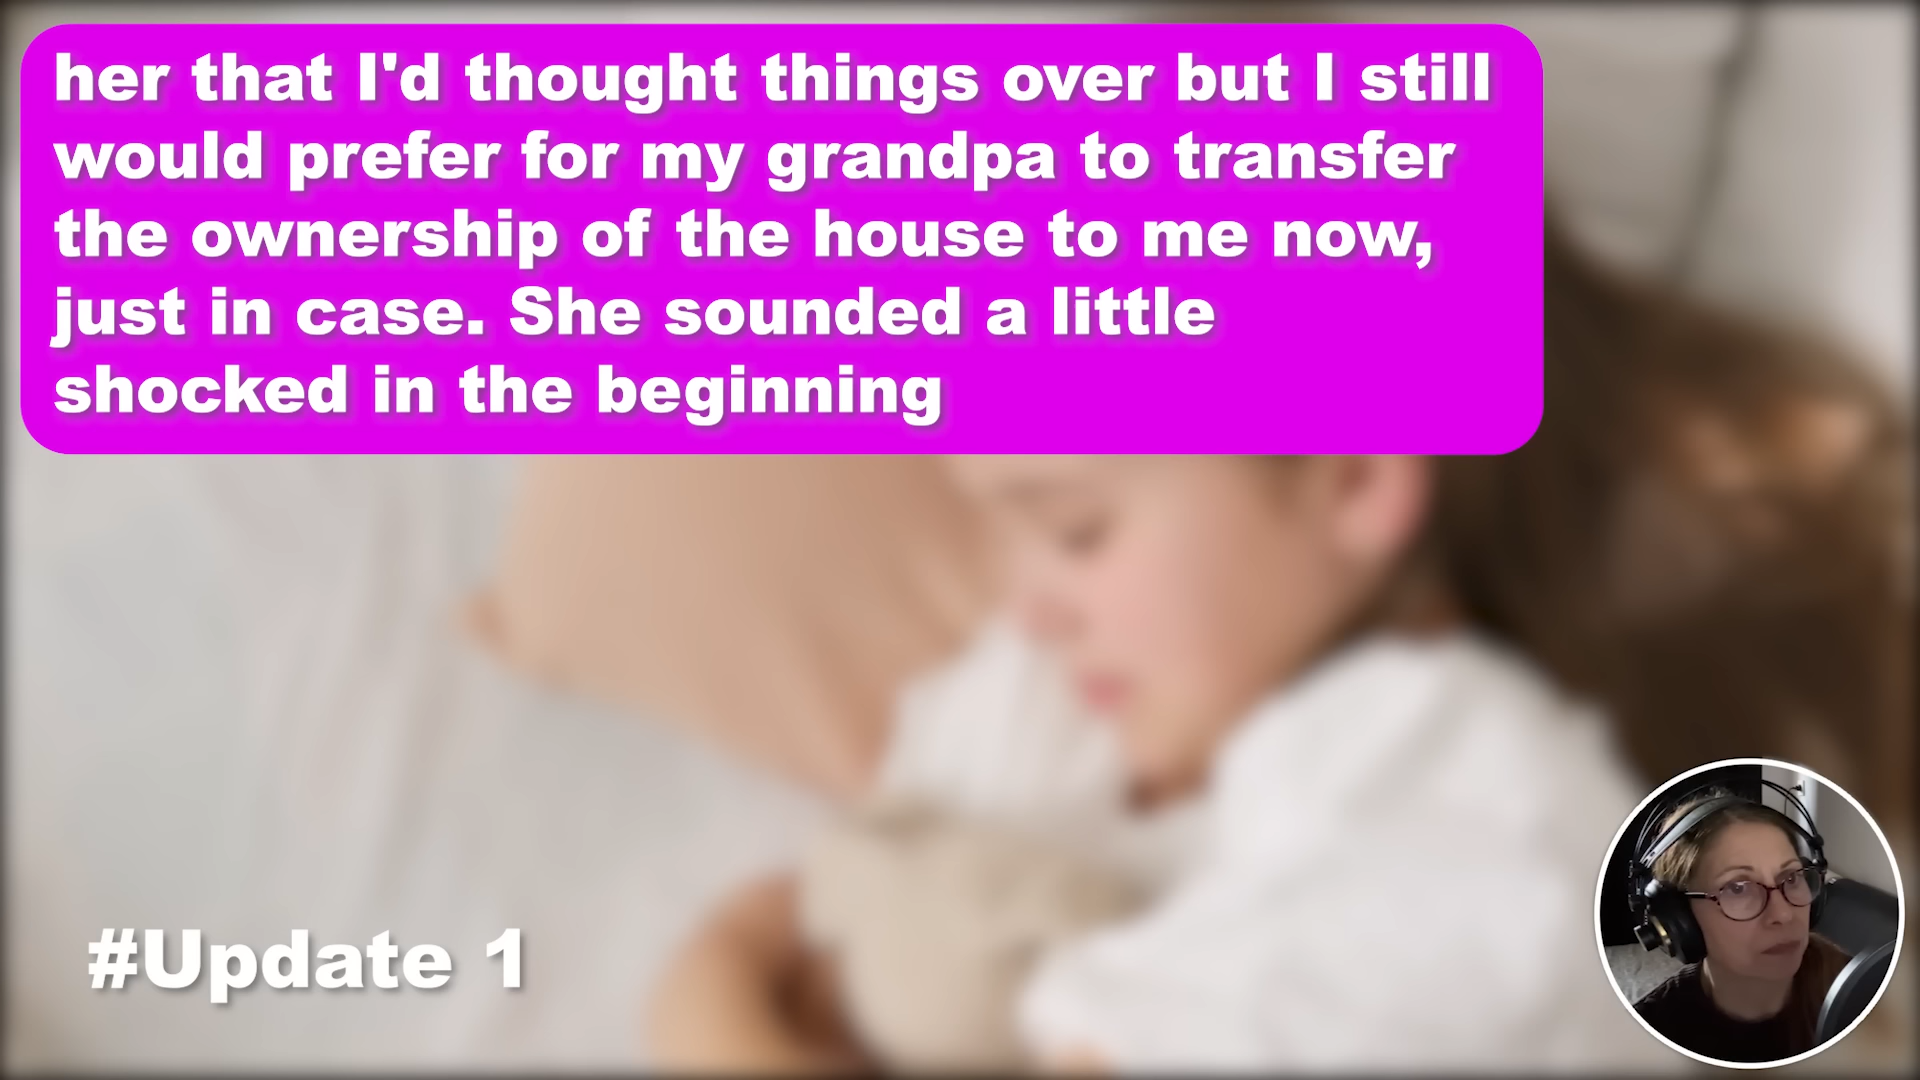 her that I'd thought things over but I still
would prefer for my grandpa to transfer
the ownership of the house to me now,
just in case. She sounded a little
shocked in the beginning
#Update 1